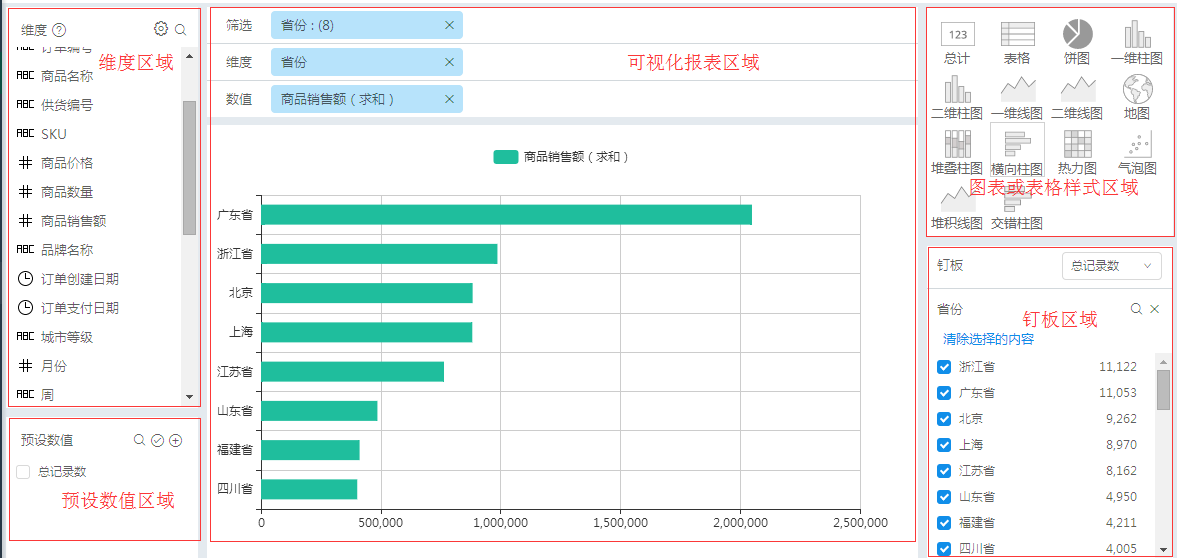 维度
订单编号
商品名称
供货编号
SKU
商品价格
商品数量
商品销售额
品牌名称
订单创建日期
订单支付日期
城市等级
月份
周
ABC
ABC
ABC
ABC
ABC
ABC
ABC
维度区域
预设数值
总记录数
预设数值区域
筛选
省份 : (8)
维度
省份
数值
商品销售额 ( 求和 )
可视化报表区域
商品销售额 ( 求和 )
广东省
浙江省
北京
上海
江苏省
山东省
福建省
四川省
0 500,000 1,000,000 1,500,000 2,000,000 2,500,000
123
总计 表格 饼图 一维柱图
二维柱图 一维线图 二维线图 地图
堆叠柱图 横向柱图 热力图 气泡图
图表或表格样式区域
堆积线图 交错柱图
钉板 总记录数
省份
钉板区域
清除选择的内容
浙江省 11,122
广东省 11,053
北京 9,262
上海 8,970
江苏省 8,162
山东省 4,950
福建省 4,211
四川省 4,005